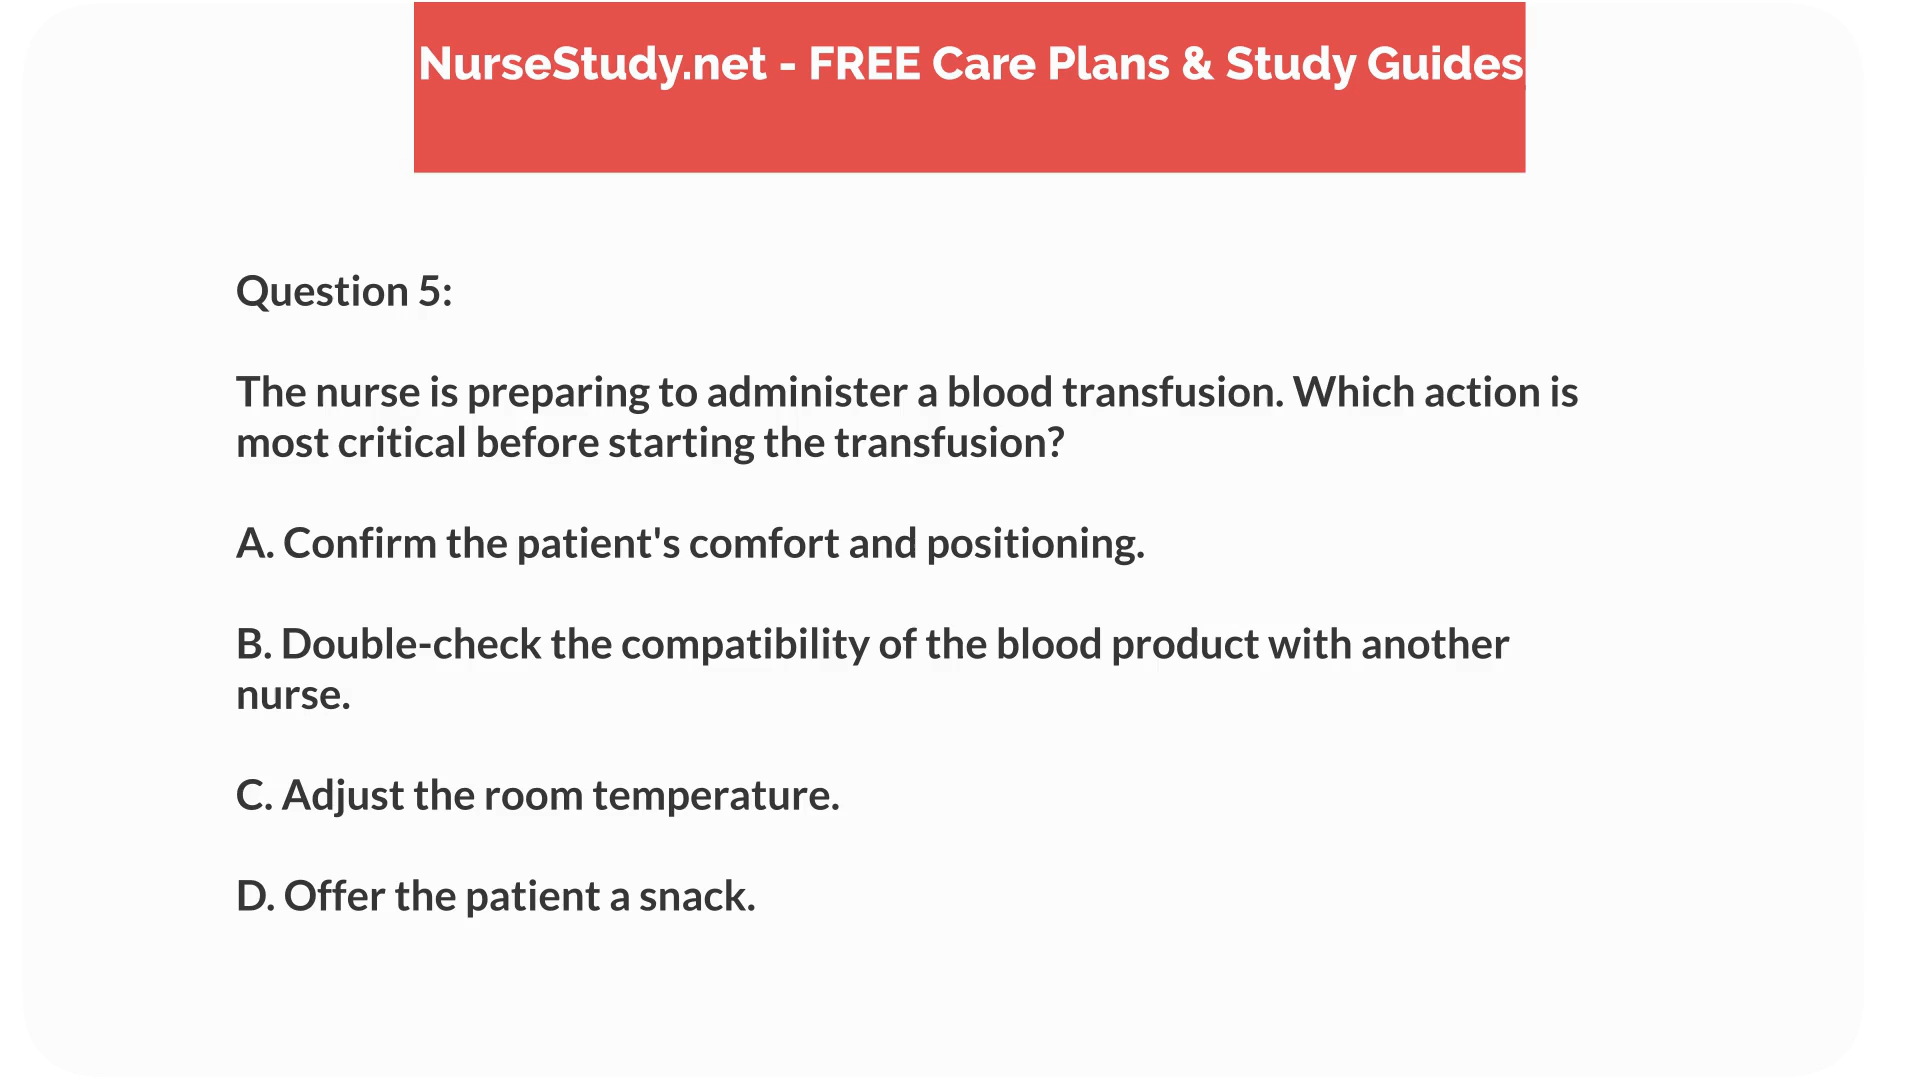 NurseStudy.net - FREE Care Plans & Study Guides
Question 5:
The nurse is preparing to administer a blood transfusion. Which action is
most critical before starting the transfusion?
A. Confirm the patient's comfort and positioning.
B. Double-check the compatibility of the blood product with another
nurse.
C. Adjust the room temperature.
D. Offer the patient a snack.